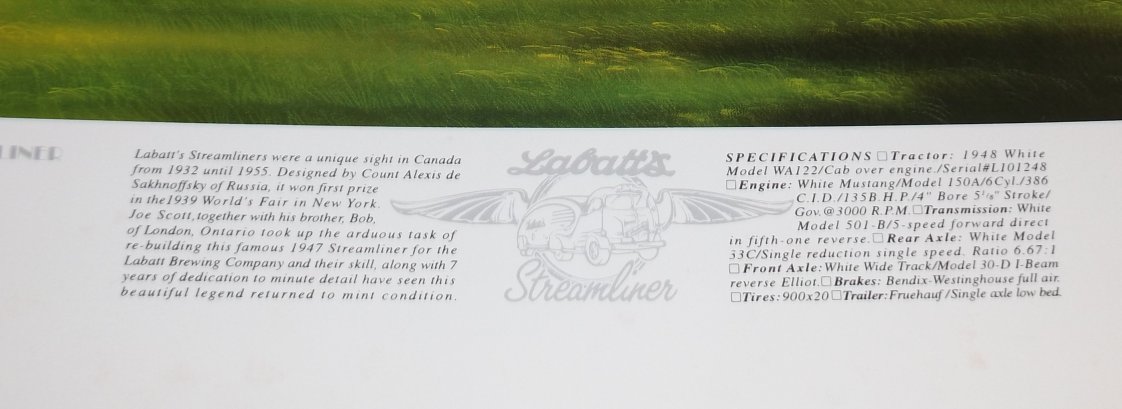 LINER
Labatt's Streamliners were a unique sight in Canada
from 1932 until 1955. Designed by Count Alexis de
Sakhnoffsky of Russia, it won first prize
in the1939 World's Fair in New York.
Joe Scott,together with his brother, Bob,
of London, Ontario took up the arduous task of
re-building this famous 1947 Streamliner for the
Labatt Brewing Company and their skill, along with 7
years of dedication to minute detail have seen this
beautiful legend returned to mint condition.
Labatt's
Streamliner
SPECIFICATIONS □Tractor: 1948 White
Model WA122/Cab over engine./Serial#L101248
□Engine: White Mustang/Model 150A/6Cyl./386
C.I.D./135B.H.P./4" Bore 5⅛" Stroke/
Gov.@3000 R.P.M.□Transmission: White
Model 501-B/5-speed forward direct
in fifth-one reverse.□Rear Axle: White Model
33C/Single reduction single speed. Ratio 6.67:1
□Front Axle:White Wide Track/Model 30-D I-Beam
reverse Elliot.□Brakes: Bendix-Westinghouse full air.
□Tires:900x20□Trailer:Fruehauf/Single axle low bed.